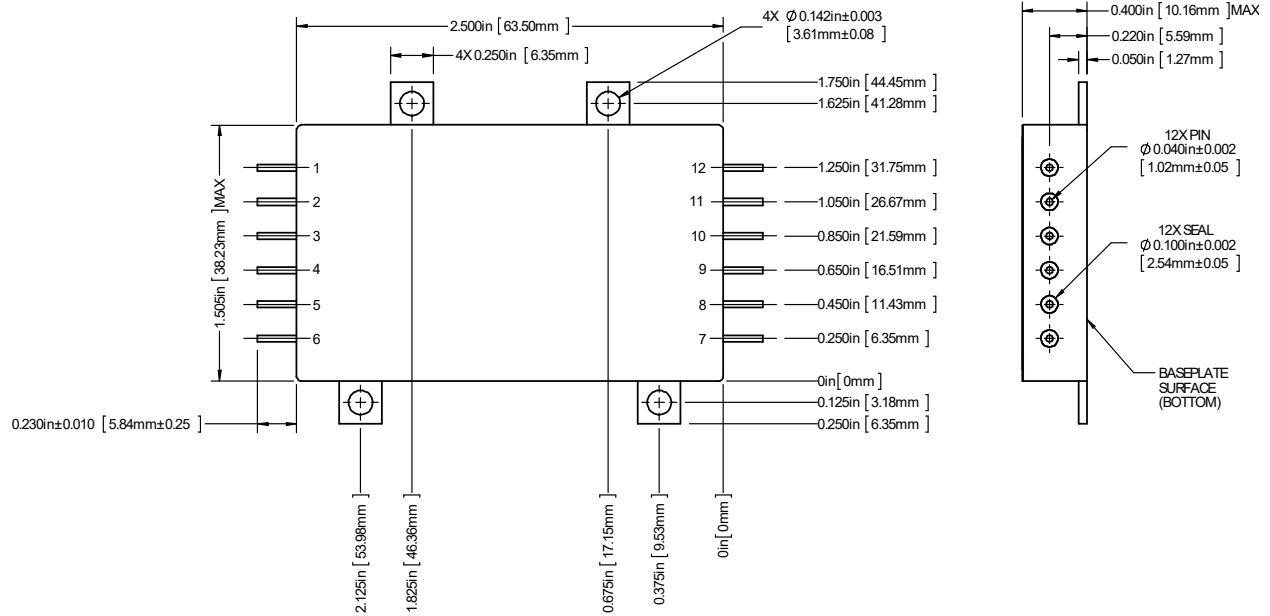 2.500in [ 63.50mm ]
4X 0.250in [ 6.35mm ]
4X Ø 0.142in±0.003
[ 3.61mm±0.08 ]
1.750in [ 44.45mm ]
1.625in [ 41.28mm ]
1.505in [ 38.23mm ] MAX
1
2
3
4
5
6
12
11
10
9
8
7
1.250in [ 31.75mm ]
1.050in [ 26.67mm ]
0.850in [ 21.59mm ]
0.650in [ 16.51mm ]
0.450in [ 11.43mm ]
0.250in [ 6.35mm ]
0in [ 0mm ]
0.125in [ 3.18mm ]
0.250in [ 6.35mm ]
0.230in±0.010 [ 5.84mm±0.25 ]
2.125in [ 53.98mm ]
1.825in [ 46.36mm ]
0.675in [ 17.15mm ]
0.375in [ 9.53mm ]
0in [ 0mm ]
0.400in [ 10.16mm ]MAX
0.220in [ 5.59mm ]
0.050in [ 1.27mm ]
12X PIN
Ø 0.040in±0.002
[ 1.02mm±0.05 ]
12X SEAL
Ø 0.100in±0.002
[ 2.54mm±0.05 ]
BASEPLATE
SURFACE
(BOTTOM)